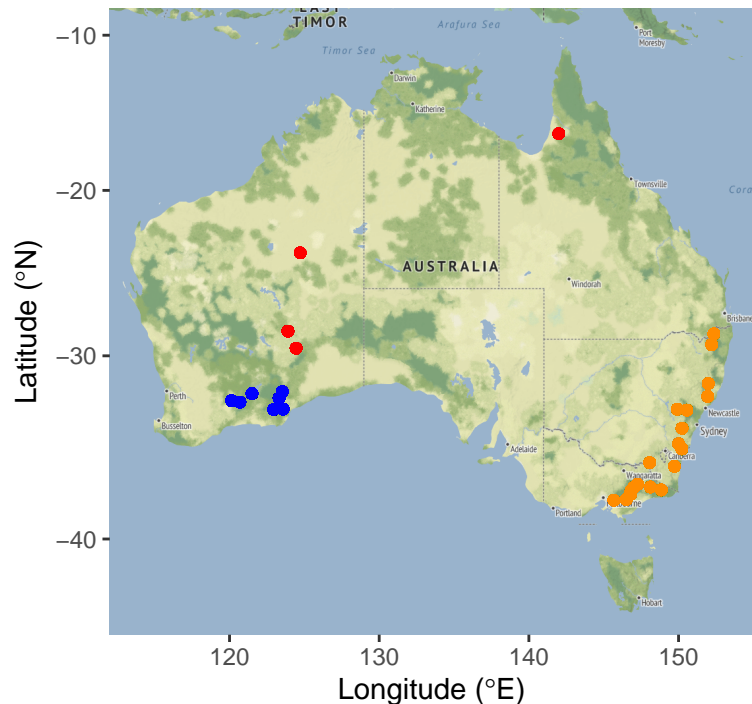 EAST
TIMOR
Arafura Sea
Port
Moresby
Timor Sea
Darwin
Katherine
Townsville
Cora
AUSTRALIA
Windorah
Brisbane
Perth
Busselton
Newcastle
Sydney
Adelaide
Canberra
Wangaratta
Portland
Hobart
−10
−20
−30
−40
120
130
140
150
Latitude (°N)
Longitude (°E)